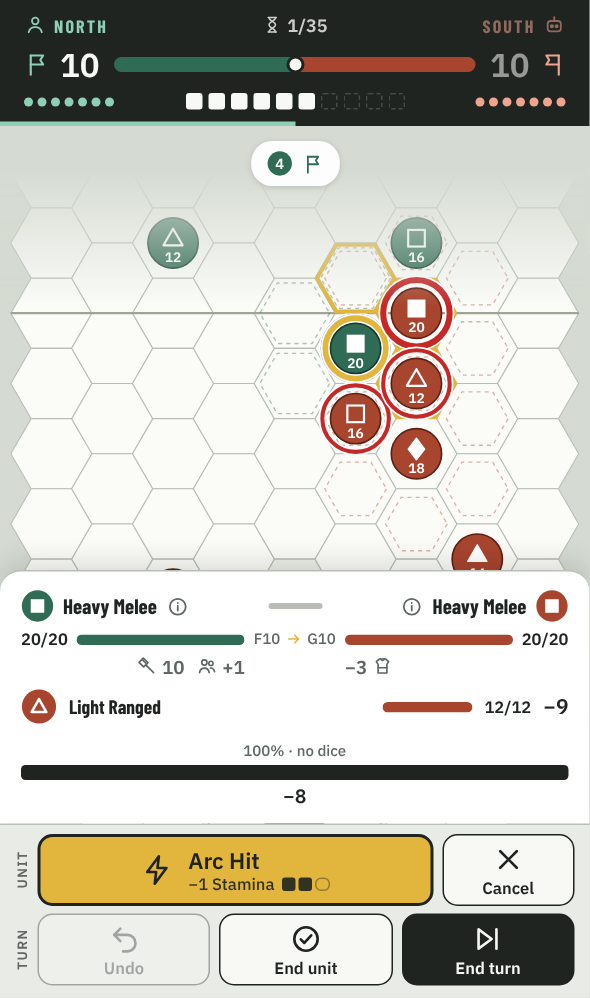 NORTH
1/35
SOUTH
10
10
4
12
16
20
20
12
16
18
Heavy Melee
Heavy Melee
20/20
F10 → G10
20/20
10
+1
−3
Light Ranged
12/12 −9
100% · no dice
−8
UNIT
Arc Hit
−1 Stamina
Cancel
TURN
Undo
End unit
End turn